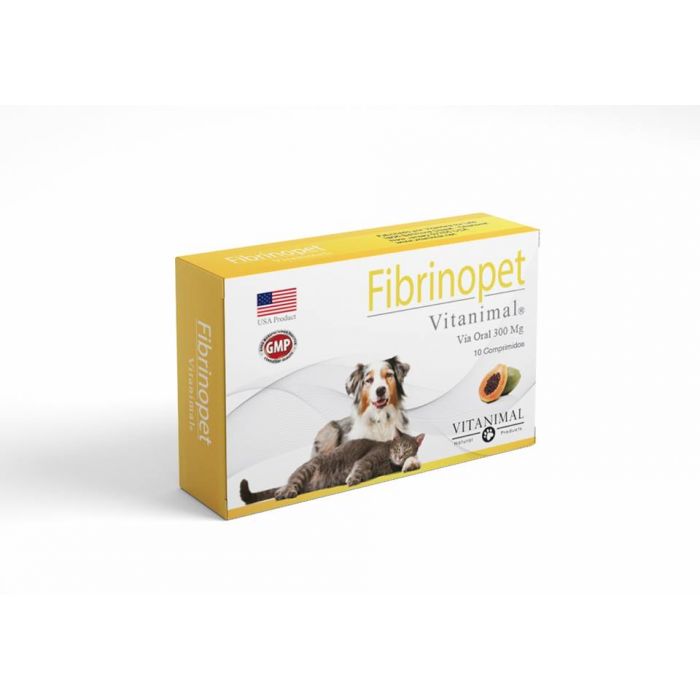 Fibrinopet
Vitanimal®
Via Oral 300 Mg
10 Comprimidos
USA Product
GMP
VITANIMAL
Natural Products
Fibrinopet
Vitanimal®